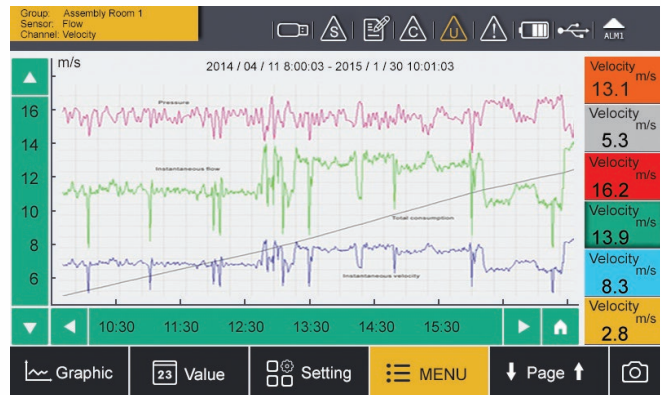 Group: Assembly Room 1
Sensor: Flow
Channel: Velocity
S
C
U
ALM1
m/s
2014 / 04 / 11 8:00:03 - 2015 / 1 / 30 10:01:03
Pressure
16
14
Instantaneous flow
12
10
Total consumption
8
Instantaneous velocity
6
10:30 11:30 12:30 13:30 14:30 15:30
Velocity
m/s
13.1
Velocity
m/s
5.3
Velocity
m/s
16.2
Velocity
m/s
13.9
Velocity
m/s
8.3
Velocity
m/s
2.8
Graphic
23 Value
Setting
MENU
Page